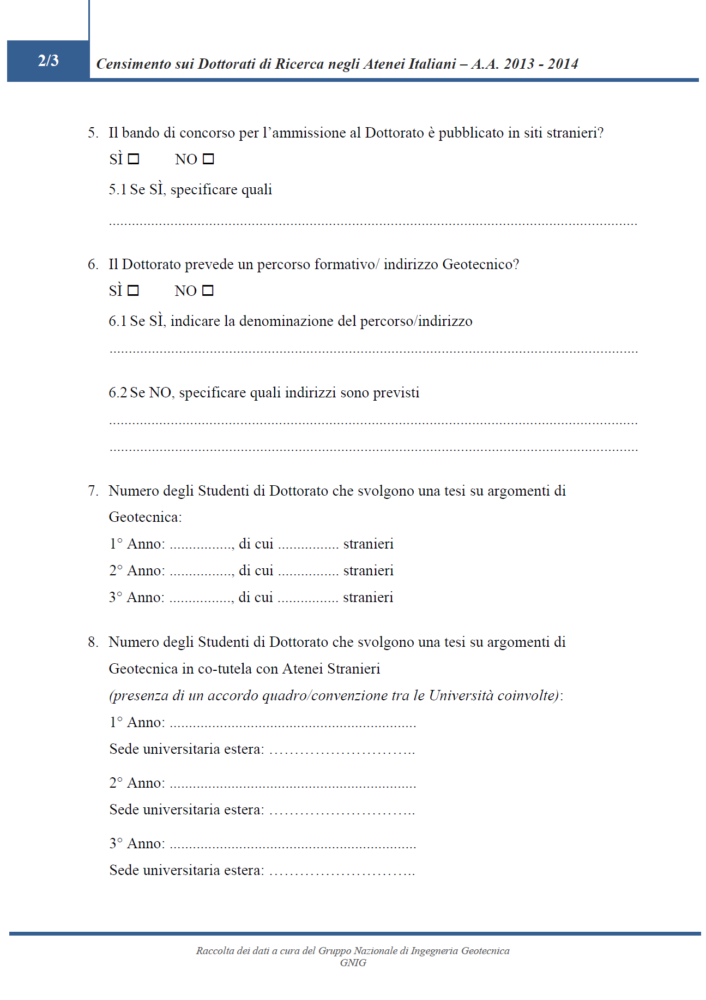 2/3
Censimento sui Dottorati di Ricerca negli Atenei Italiani – A.A. 2013 - 2014
5. Il bando di concorso per l’ammissione al Dottorato è pubblicato in siti stranieri?
SÌ ☐ NO ☐
5.1 Se SÌ, specificare quali
.........................................................................................................................................
6. Il Dottorato prevede un percorso formativo/ indirizzo Geotecnico?
SÌ ☐ NO ☐
6.1 Se SÌ, indicare la denominazione del percorso/indirizzo
.........................................................................................................................................
6.2 Se NO, specificare quali indirizzi sono previsti
.........................................................................................................................................
.........................................................................................................................................
7. Numero degli Studenti di Dottorato che svolgono una tesi su argomenti di
Geotecnica:
1° Anno: ................, di cui ................ stranieri
2° Anno: ................, di cui ................ stranieri
3° Anno: ................, di cui ................ stranieri
8. Numero degli Studenti di Dottorato che svolgono una tesi su argomenti di
Geotecnica in co-tutela con Atenei Stranieri
(presenza di un accordo quadro/convenzione tra le Università coinvolte):
1° Anno: ................................................................
Sede universitaria estera: ………………………..
2° Anno: ................................................................
Sede universitaria estera: ………………………..
3° Anno: ................................................................
Sede universitaria estera: ………………………..
Raccolta dei dati a cura del Gruppo Nazionale di Ingegneria Geotecnica
GNIG